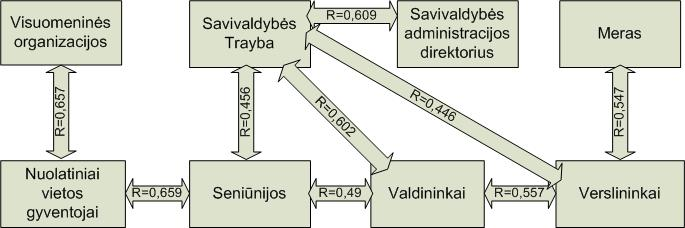 Visuomeninės
organizacijos
Savivaldybės
Trayba
R=0,609
Savivaldybės
administracijos
direktorius
Meras
R=0,657
R=0,456
R=0,602
R=0,446
R=0,547
Nuolatiniai
vietos
gyventojai
R=0,659
Seniūnijos
R=0,49
Valdininkai
R=0,557
Verslininkai